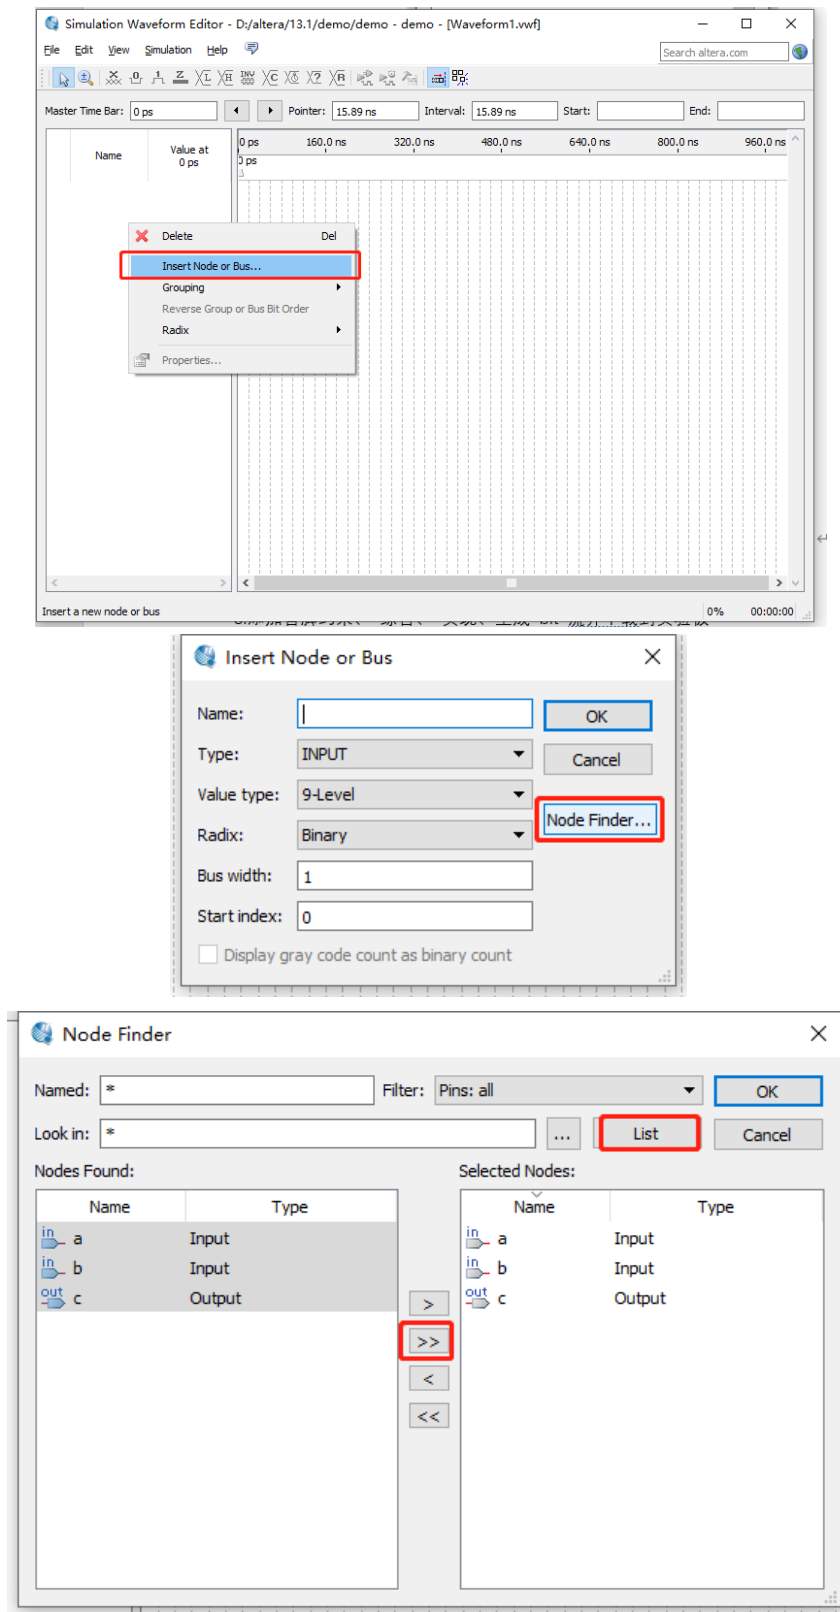 Simulation Waveform Editor - D:/altera/13.1/demo/demo - demo - [Waveform1.vwf]
File Edit View Simulation Help
Search altera.com
Master Time Bar: 0 ps Pointer: 15.89 ns Interval: 15.89 ns Start: End:
Name Value at 0 ps
0 ps 160.0 ns 320.0 ns 480.0 ns 640.0 ns 800.0 ns 960.0 ns
0 ps
Delete Del
Insert Node or Bus...
Grouping
Reverse Group or Bus Bit Order
Radix
Properties...
Insert a new node or bus 0% 00:00:00
Insert Node or Bus
Name: OK
Type: INPUT Cancel
Value type: 9-Level
Node Finder...
Radix: Binary
Bus width: 1
Start index: 0
Display gray code count as binary count
Node Finder
Named: * Filter: Pins: all OK
Look in: * ... List Cancel
Nodes Found: Selected Nodes:
Name Type Name Type
in a Input in a Input
in b Input in b Input
out c Output out c Output
>
>>
<
<<